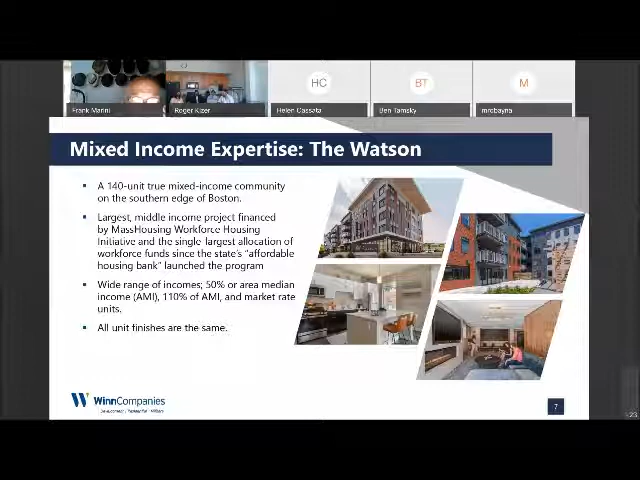 HC
BT
M
Frank Marini
Roger Kizer
Helen Cassata
Ben Tamsky
mrobayna
Mixed Income Expertise: The Watson
A 140-unit true mixed-income community
on the southern edge of Boston.
Largest, middle income project financed
by MassHousing Workforce Housing
Initiative and the single-largest allocation of
workforce funds since the state's "affordable
housing bank" launched the program
Wide range of incomes; 50% or area median
income (AMI), 110% of AMI, and market rate
units.
All unit finishes are the same.
WinnCompanies
7